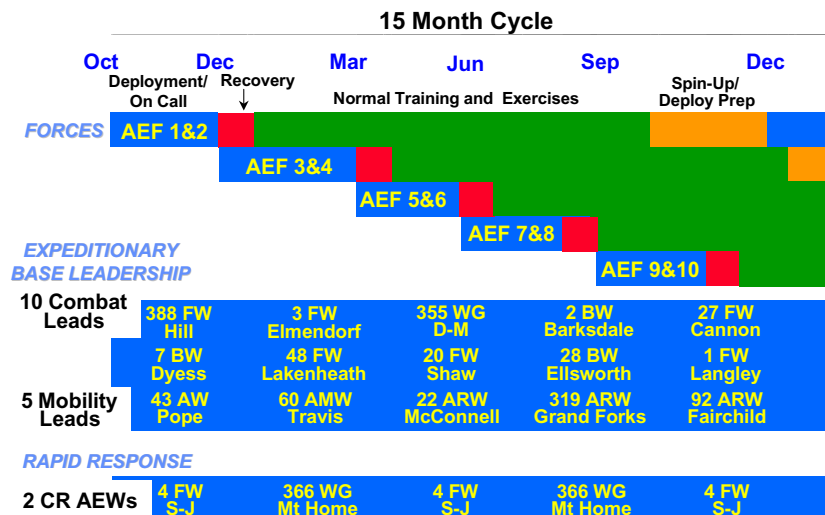 15 Month Cycle
Oct Dec Mar Jun Sep Dec
Deployment/
On Call
Recovery
Normal Training and Exercises
Spin-Up/
Deploy Prep
FORCES
AEF 1&2
AEF 3&4
AEF 5&6
AEF 7&8
AEF 9&10
EXPEDITIONARY
BASE LEADERSHIP
10 Combat
Leads
388 FW 3 FW 355 WG 2 BW 27 FW
Hill Elmendorf D-M Barksdale Cannon
7 BW 48 FW 20 FW 28 BW 1 FW
Dyess Lakenheath Shaw Ellsworth Langley
5 Mobility
Leads
43 AW 60 AMW 22 ARW 319 ARW 92 ARW
Pope Travis McConnell Grand Forks Fairchild
RAPID RESPONSE
2 CR AEWs
4 FW 366 WG 4 FW 366 WG 4 FW
S-J Mt Home S-J Mt Home S-J